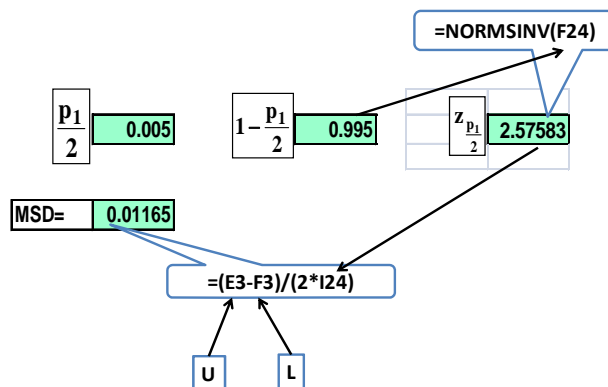 =NORMSINV(F24)
p1/2 0.005 1−p1/2 0.995 zp1/2 2.57583
MSD= 0.01165
=(E3-F3)/(2*I24)
U L